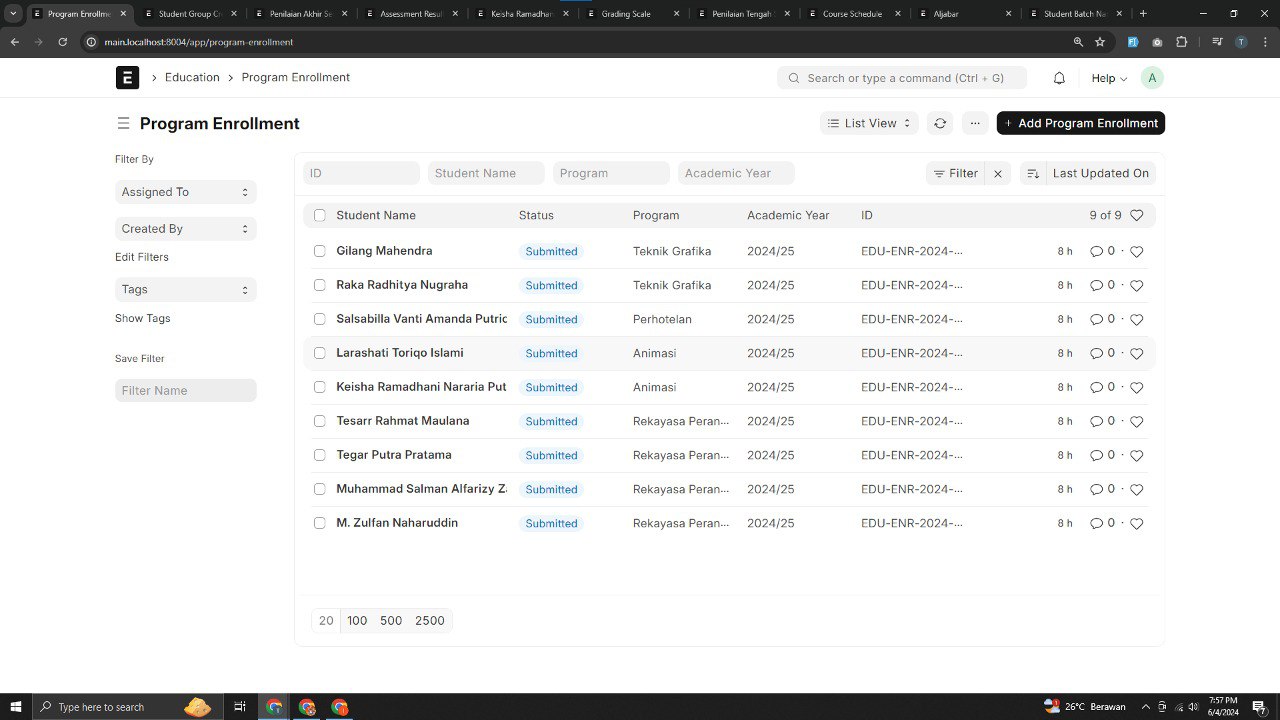 Program Enrollme
Student Group Co
Penilaian Akhir Se
Assessment Resul
Keisha Ramadhan
Grading Scale
Penilaian Tengah
Course Schedule
Aljabar
Student Batch Na
main.localhost:8004/app/program-enrollment
T
E
Education
Program Enrollment
Search or type a command (Ctrl + G)
Help
A
Program Enrollment
List View
···
+ Add Program Enrollment
Filter By
Assigned To
Created By
Edit Filters
Tags
Show Tags
Save Filter
Filter Name
ID Student Name Program Academic Year Filter Last Updated On
Student Name Status Program Academic Year ID 9 of 9
Gilang Mahendra Submitted Teknik Grafika 2024/25 EDU-ENR-2024-... 8 h 0 ·
Raka Radhitya Nugraha Submitted Teknik Grafika 2024/25 EDU-ENR-2024-... 8 h 0 ·
Salsabilla Vanti Amanda Putric Submitted Perhotelan 2024/25 EDU-ENR-2024-... 8 h 0 ·
Larashati Toriqo Islami Submitted Animasi 2024/25 EDU-ENR-2024-... 8 h 0 ·
Keisha Ramadhani Nararia Put Submitted Animasi 2024/25 EDU-ENR-2024-... 8 h 0 ·
Tesarr Rahmat Maulana Submitted Rekayasa Peran... 2024/25 EDU-ENR-2024-... 8 h 0 ·
Tegar Putra Pratama Submitted Rekayasa Peran... 2024/25 EDU-ENR-2024-... 8 h 0 ·
Muhammad Salman Alfarizy Za Submitted Rekayasa Peran... 2024/25 EDU-ENR-2024-... 8 h 0 ·
M. Zulfan Naharuddin Submitted Rekayasa Peran... 2024/25 EDU-ENR-2024-... 8 h 0 ·
20 100 500 2500
Type here to search
26°C Berawan
7:57 PM
6/4/2024